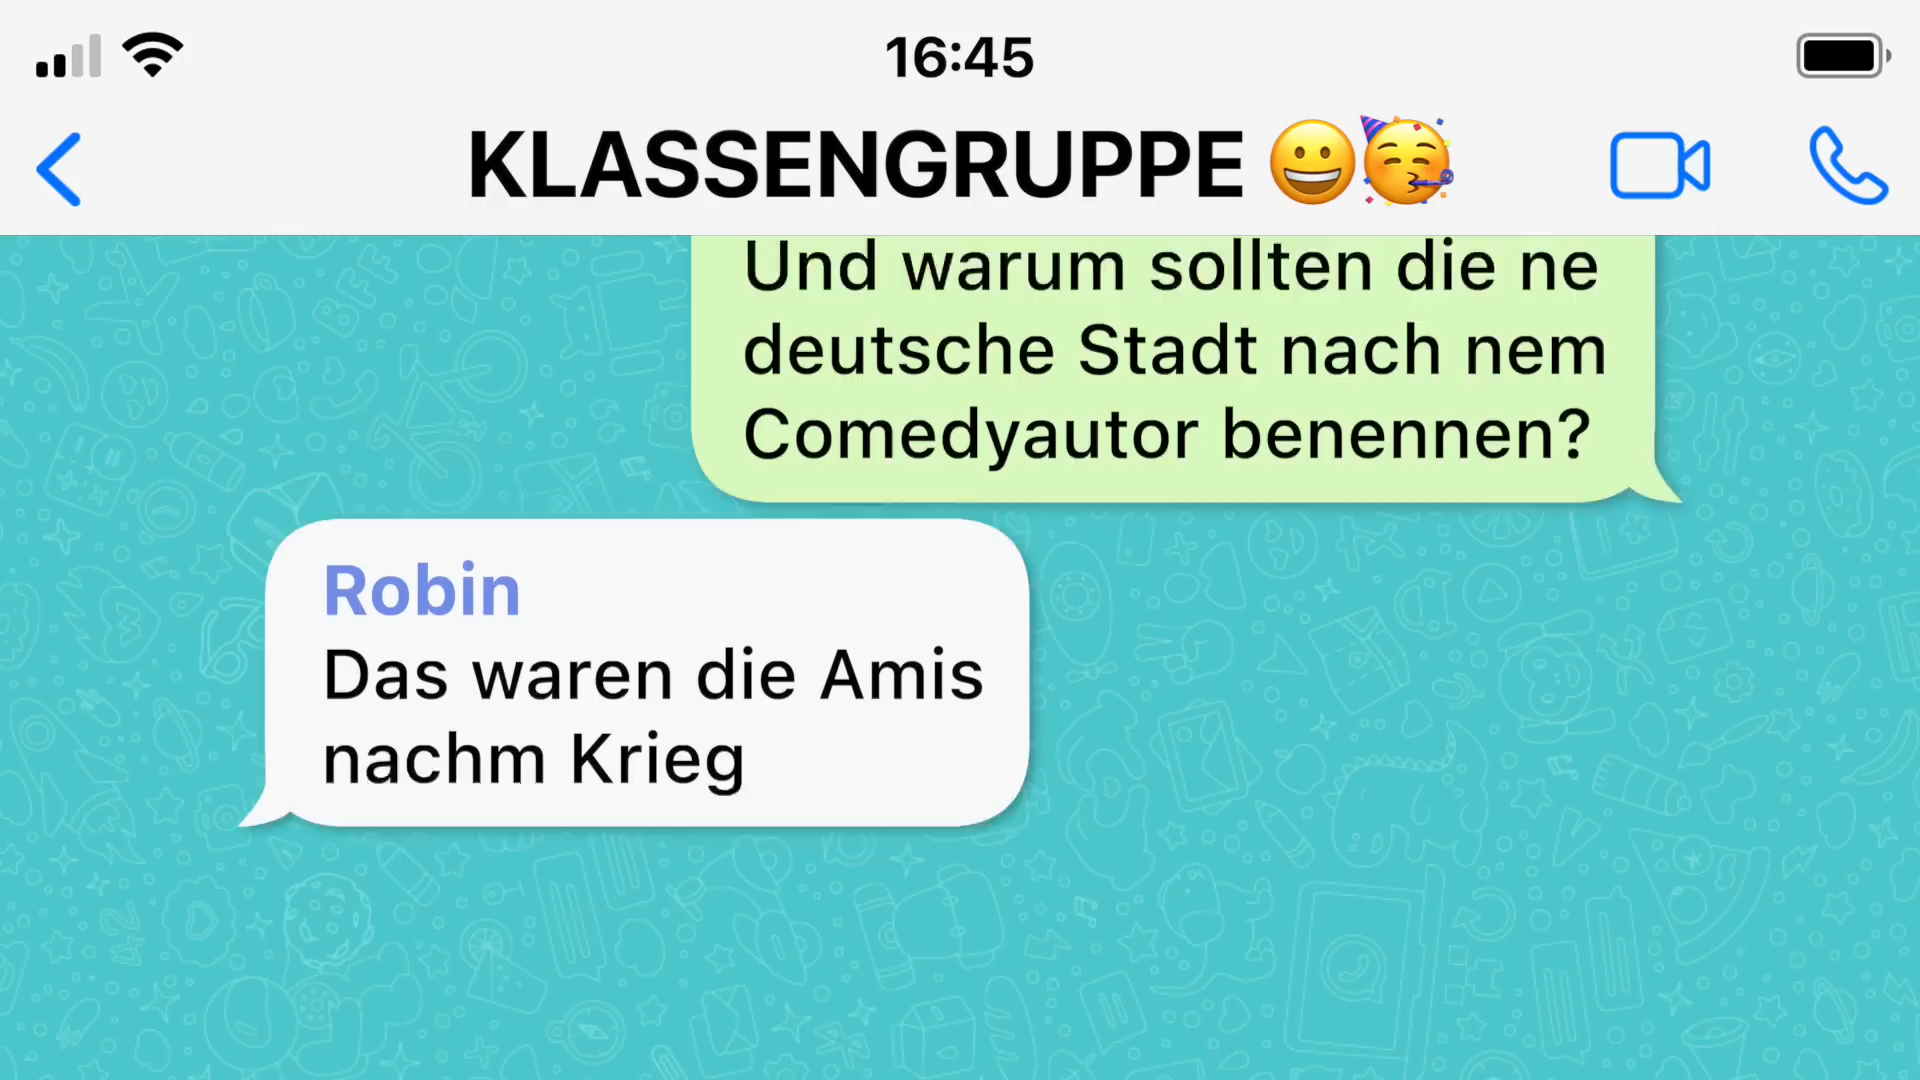 16:45
KLASSENGRUPPE 😀🥳
Und warum sollten die ne
deutsche Stadt nach nem
Comedyautor benennen?
Robin
Das waren die Amis
nachm Krieg